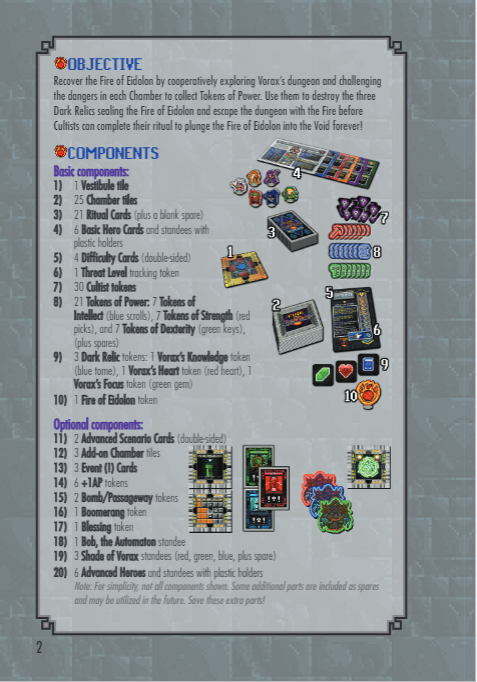 OBJECTIVE
Recover the Fire of Eidolon by cooperatively exploring Vorax's dungeon and challenging
the dangers in each Chamber to collect Tokens of Power. Use them to destroy the three
Dark Relics sealing the Fire of Eidolon and escape the dungeon with the Fire before
Cultists can complete their ritual to plunge the Fire of Eidolon into the Void forever!
COMPONENTS
Basic components:
1) 1 Vestibule tile
2) 25 Chamber tiles
3) 21 Ritual Cards (plus a blank spare)
4) 6 Basic Hero Cards and standees with
plastic holders
5) 4 Difficulty Cards (double-sided)
6) 1 Threat Level tracking token
7) 30 Cultist tokens
8) 21 Tokens of Power: 7 Tokens of
Intellect (blue scrolls), 7 Tokens of Strength (red
picks), and 7 Tokens of Dexterity (green keys),
(plus spares)
9) 3 Dark Relic tokens: 1 Vorax's Knowledge token
(blue tome), 1 Vorax's Heart token (red heart), 1
Vorax's Focus token (green gem)
10) 1 Fire of Eidolon token
4
7
3
8
1
5
2
6
9
10
Optional components:
11) 2 Advanced Scenario Cards (double-sided)
12) 3 Add-on Chamber tiles
13) 3 Event (!) Cards
14) 6 +1AP tokens
15) 2 Bomb/Passageway tokens
16) 1 Boomerang token
17) 1 Blessing token
18) 1 Bob, the Automaton standee
19) 3 Shade of Vorax standees (red, green, blue, plus spare)
20) 6 Advanced Heroes and standees with plastic holders
Note: For simplicity, not all components shown. Some additional parts are included as spares
and may be utilized in the future. Save these extra parts!
2